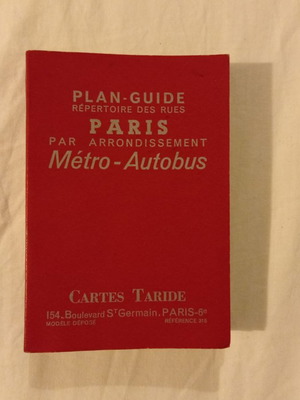 PLAN-GUIDE
RÉPERTOIRE DES RUES
PARIS
PAR ARRONDISSEMENT
Métro-Autobus
CARTES TARIDE
154, Boulevard Sᵗ Germain, PARIS-6ᵉ
MODÈLE DÉPOSÉ RÉFÉRENCE